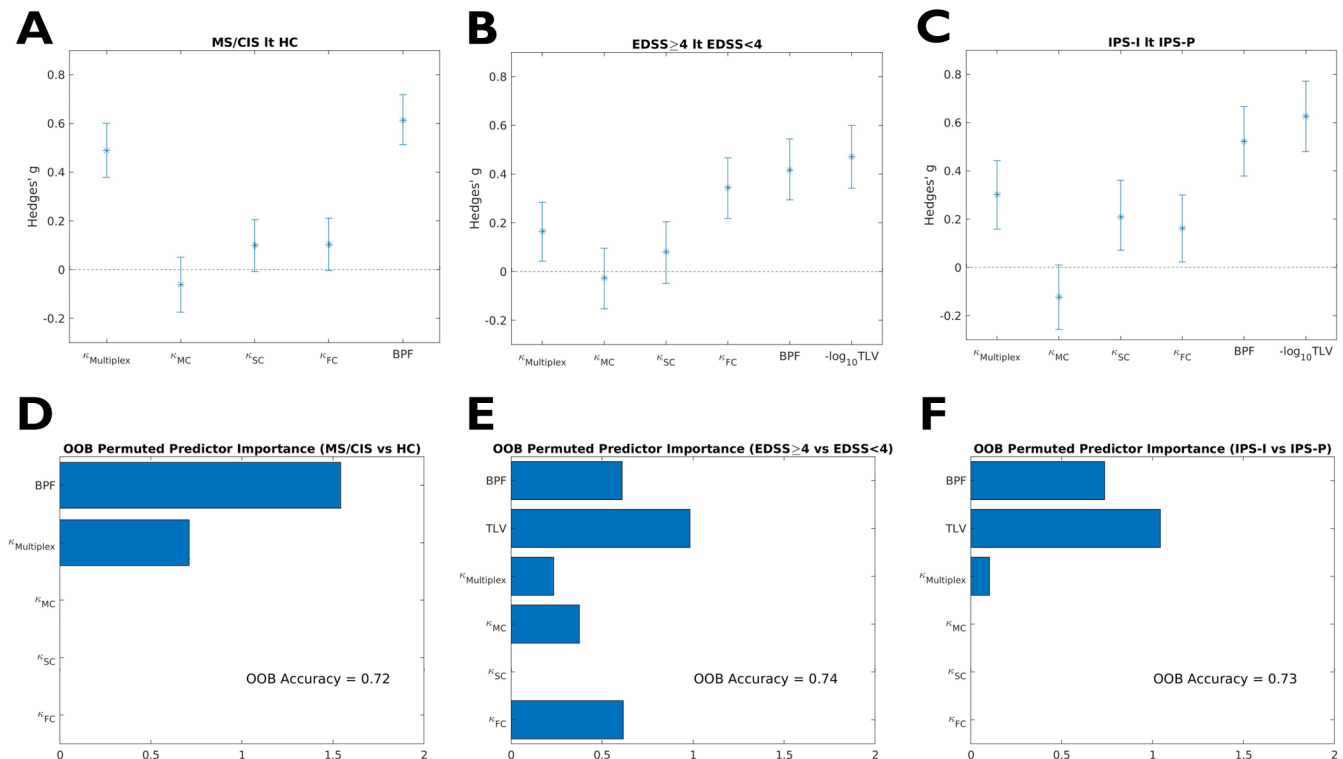 A
MS/CIS lt HC
Hedges' g
0.8
0.6
0.4
0.2
0
-0.2
κMultiplex
κMC
κSC
κFC
BPF
B
EDSS≥4 lt EDSS<4
Hedges' g
0.8
0.6
0.4
0.2
0
-0.2
κMultiplex
κMC
κSC
κFC
BPF
-log10TLV
C
IPS-I lt IPS-P
Hedges' g
0.8
0.6
0.4
0.2
0
-0.2
κMultiplex
κMC
κSC
κFC
BPF
-log10TLV
D
OOB Permuted Predictor Importance (MS/CIS vs HC)
BPF
κMultiplex
κMC
κSC
κFC
OOB Accuracy = 0.72
0
0.5
1
1.5
2
E
OOB Permuted Predictor Importance (EDSS≥4 vs EDSS<4)
BPF
TLV
κMultiplex
κMC
κSC
κFC
OOB Accuracy = 0.74
0
0.5
1
1.5
2
F
OOB Permuted Predictor Importance (IPS-I vs IPS-P)
BPF
TLV
κMultiplex
κMC
κSC
κFC
OOB Accuracy = 0.73
0
0.5
1
1.5
2